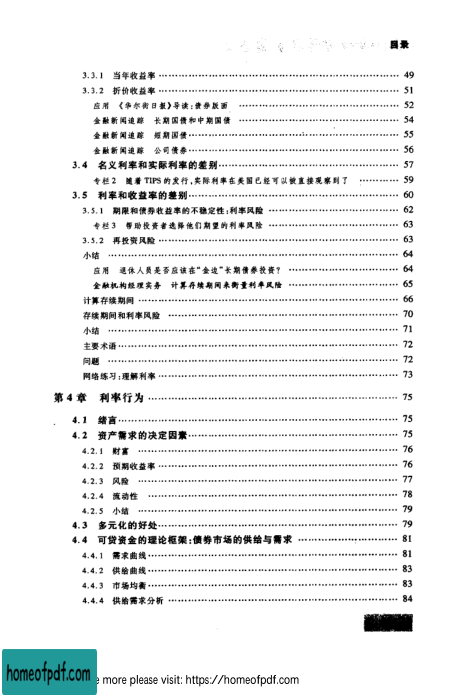 目录
3.3.1 当年收益率 …… 49
3.3.2 折价收益率 …… 51
应用 《华尔街日报》导读:债券版面 …… 52
金融新闻追踪 长期国债和中期国债 …… 54
金融新闻追踪 短期国债 …… 55
金融新闻追踪 公司债券 …… 56
3.4 名义利率和实际利率的差别 …… 57
专栏 2 随着 TIPS 的发行,实际利率在美国已经可以被直接观察到了 …… 59
3.5 利率和收益率的差别 …… 60
3.5.1 期限和债券收益率的不稳定性:利率风险 …… 62
专栏 3 帮助投资者选择他们期望的利率风险 …… 63
3.5.2 再投资风险 …… 63
小结 …… 64
应用 退休人员是否应该在“金边”长期债券投资? …… 64
金融机构经理实务 计算存续期间来衡量利率风险 …… 65
计算存续期间 …… 66
存续期间和利率风险 …… 70
小结 …… 71
主要术语 …… 72
问题 …… 72
网络练习:理解利率 …… 73
第 4 章 利率行为 …… 75
4.1 绪言 …… 75
4.2 资产需求的决定因素 …… 75
4.2.1 财富 …… 76
4.2.2 预期收益率 …… 76
4.2.3 风险 …… 77
4.2.4 流动性 …… 78
4.2.5 小结 …… 79
4.3 多元化的好处 …… 79
4.4 可贷资金的理论框架:债券市场的供给与需求 …… 81
4.4.1 需求曲线 …… 81
4.4.2 供给曲线 …… 83
4.4.3 市场均衡 …… 83
4.4.4 供给需求分析 …… 84
homeofpdf.com
e more please visit: https://homeofpdf.com